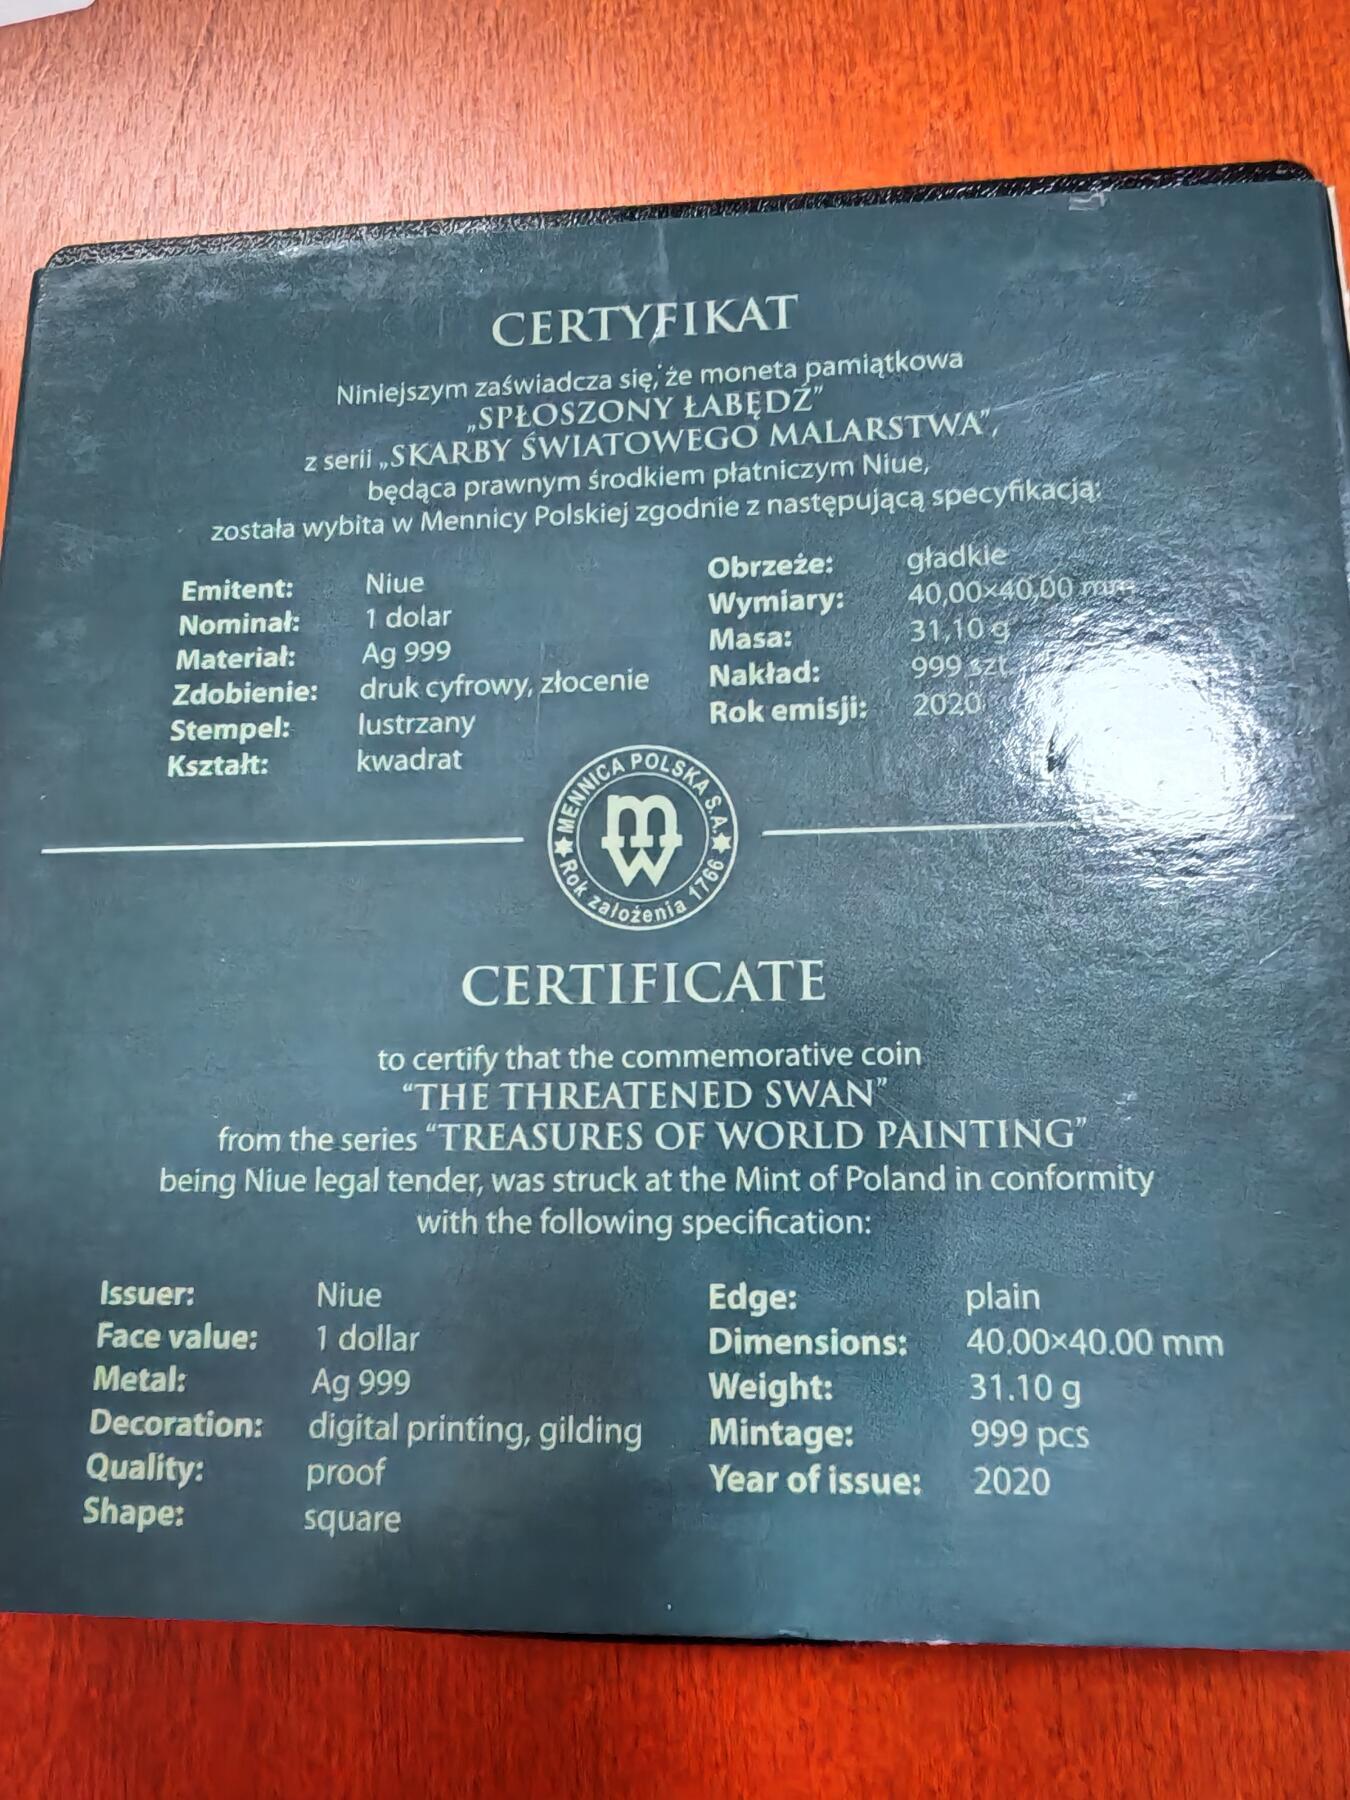 CERTYFIKAT
Niniejszym zaświadcza się, że moneta pamiątkowa
„SPŁOSZONY ŁABĘDŹ”
z serii „SKARBY ŚWIATOWEGO MALARSTWA”,
będąca prawnym środkiem płatniczym Niue,
została wybita w Mennicy Polskiej zgodnie z następującą specyfikacją:
Emitent: Niue
Nominał: 1 dolar
Materiał: Ag 999
Zdobienie: druk cyfrowy, złocenie
Stempel: lustrzany
Kształt: kwadrat
Obrzeże: gładkie
Wymiary: 40,00×40,00 mm
Masa: 31,10 g
Nakład: 999 szt.
Rok emisji: 2020
MENNICA POLSKA S.A.
mw
Rok założenia 1766
CERTIFICATE
to certify that the commemorative coin
“THE THREATENED SWAN”
from the series “TREASURES OF WORLD PAINTING”
being Niue legal tender, was struck at the Mint of Poland in conformity
with the following specification:
Issuer: Niue
Face value: 1 dollar
Metal: Ag 999
Decoration: digital printing, gilding
Quality: proof
Shape: square
Edge: plain
Dimensions: 40.00×40.00 mm
Weight: 31.10 g
Mintage: 999 pcs
Year of issue: 2020